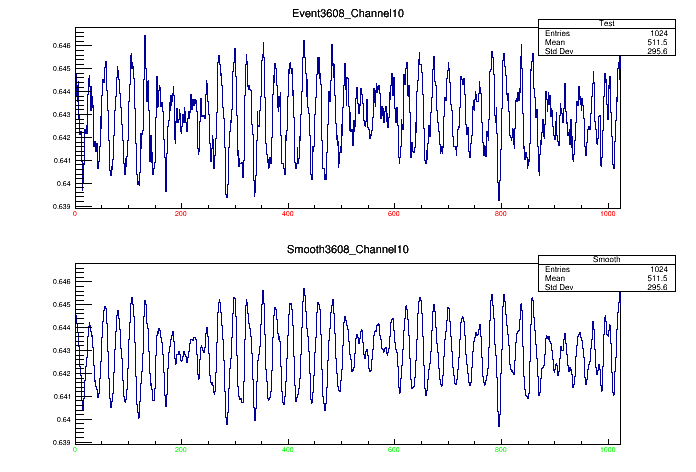 Event3608_Channel10
Test
Entries 1024
Mean 511.5
Std Dev 295.6
0.646
0.645
0.644
0.643
0.642
0.641
0.64
0.639
0 200 400 600 800 1000
Smooth3608_Channel10
Smooth
Entries 1024
Mean 511.5
Std Dev 295.6
0.646
0.645
0.644
0.643
0.642
0.641
0.64
0.639
0 200 400 600 800 1000